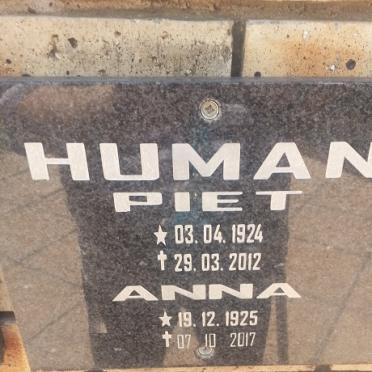 HUMAN
PIET
★ 03. 04. 1924
✝ 29. 03. 2012
ANNA
★ 19. 12. 1925
✝ 07 10 2017